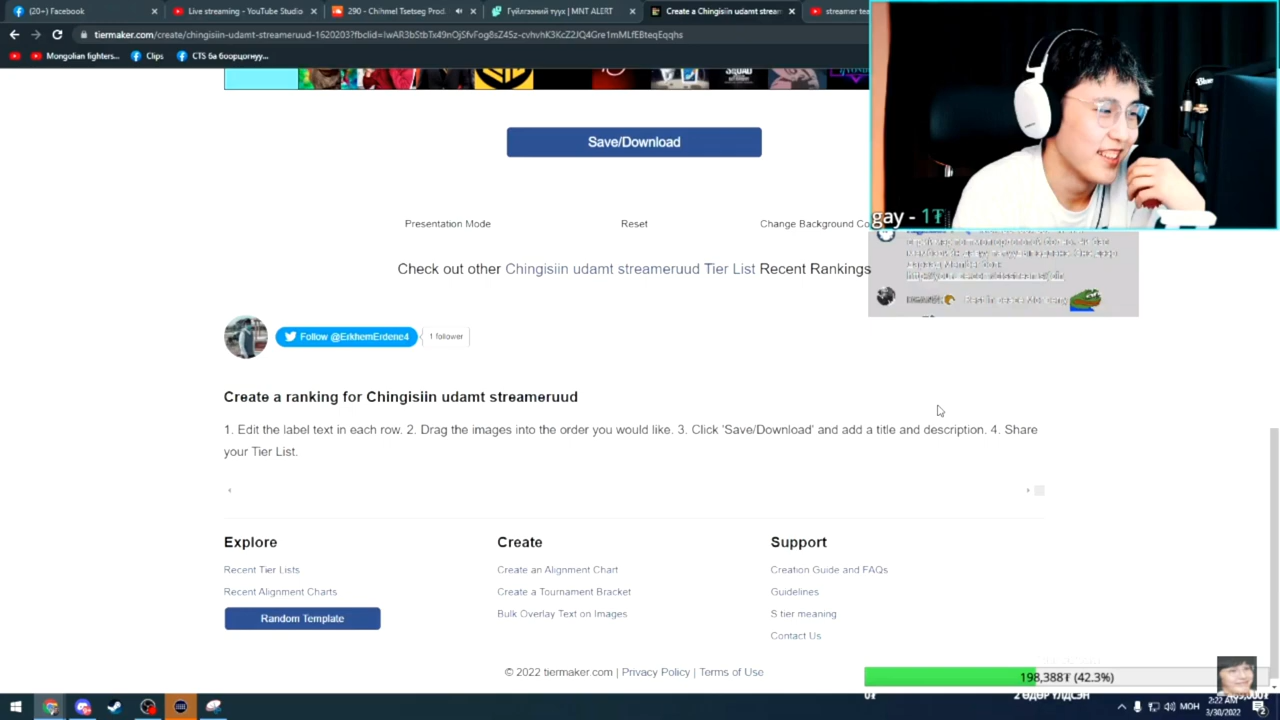 (20+) Facebook
Live streaming - YouTube Studio
290 - Chihmel Tsetseg Prod.
Гүйлгээний түүх | MNT ALERT
Create a Chingisiin udamt stream
streamer tea
tiermaker.com/create/chingisiin-udamt-streameruud-1620203?fbclid=
Mongolian fighters...
Clips
CTS ба боорцогнуу...
Save/Download
gay - 1₮
Presentation Mode
Reset
Change Background Co
Check out other Chingisiin udamt streameruud Tier List Recent Rankings
Follow @ErkhemErdene4
1 follower
Create a ranking for Chingisiin udamt streameruud
1. Edit the label text in each row. 2. Drag the images into the order you would like. 3. Click 'Save/Download' and add a title and description. 4. Share
your Tier List.
Explore
Create
Support
Recent Tier Lists
Create an Alignment Chart
Creation Guide and FAQs
Recent Alignment Charts
Create a Tournament Bracket
Guidelines
Random Template
Bulk Overlay Text on Images
S tier meaning
Contact Us
© 2022 tiermaker.com | Privacy Policy | Terms of Use
198,388₮ (42.3%)
0₮
2 ӨДӨР ҮЛДСЭН
МОН
2:22 AM
3/30/2022